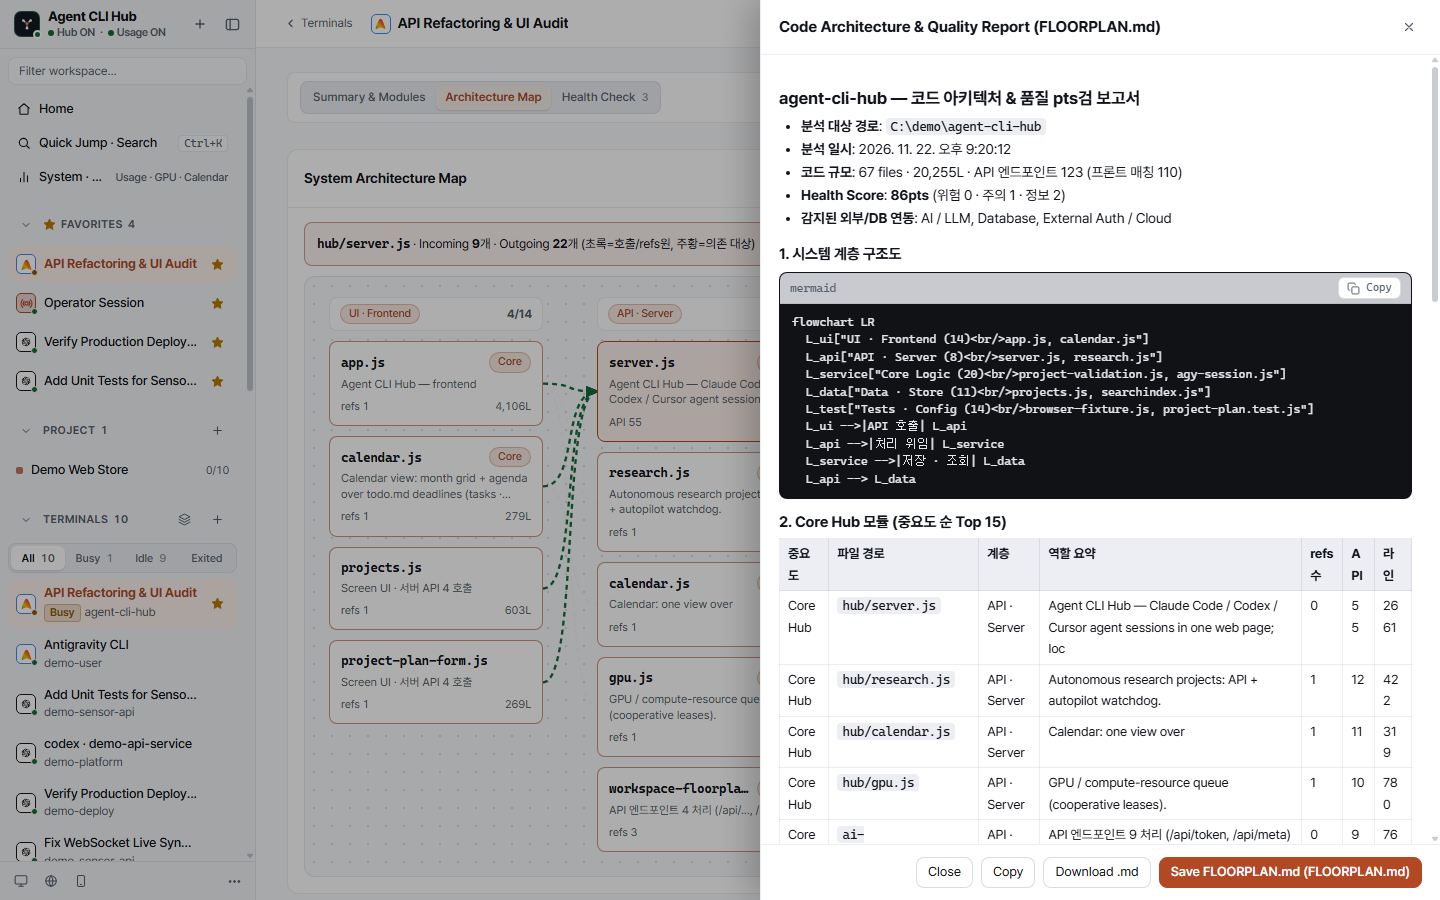 Agent CLI Hub
Hub ON · Usage ON
Filter workspace...
Home
Quick Jump · Search Ctrl+K
System · ... Usage · GPU · Calendar
FAVORITES 4
API Refactoring & UI Audit
Operator Session
Verify Production Deploy...
Add Unit Tests for Senso...
PROJECT 1
Demo Web Store 0/10
TERMINALS 10
All 10 Busy 1 Idle 9 Exited
API Refactoring & UI Audit
Busy agent-cli-hub
Antigravity CLI
demo-user
Add Unit Tests for Senso...
demo-sensor-api
codex · demo-api-service
demo-platform
Verify Production Deploy...
demo-deploy
Fix WebSocket Live Syn...
demo-sensor-api
Terminals API Refactoring & UI Audit
Summary & Modules Architecture Map Health Check 3
System Architecture Map
hub/server.js · Incoming 9개 · Outgoing 22개 (초록=호출/refs원, 주황=의존 대상)
UI · Frontend 4/14
app.js Core
Agent CLI Hub — frontend
refs 1 4,106L
calendar.js Core
Calendar view: month grid + agenda
over todo.md deadlines (tasks ·...
refs 1 279L
projects.js
Screen UI · 서버 API 4 호출
refs 1 603L
project-plan-form.js
Screen UI · 서버 API 4 호출
refs 1 269L
API · Server
server.js
Agent CLI Hub — Claude Cod
Codex / Cursor agent session
API 55
research.js
Autonomous research project
+ autopilot watchdog.
refs 1
calendar.js
Calendar: one view over
refs 1
gpu.js
GPU / compute-resource que
(cooperative leases).
refs 1
workspace-floorpla...
API 엔드포인트 4 처리 (/api/..., /
refs 3
Code Architecture & Quality Report (FLOORPLAN.md)
agent-cli-hub — 코드 아키텍처 & 품질 pts검 보고서
• 분석 대상 경로: C:\demo\agent-cli-hub
• 분석 일시: 2026. 11. 22. 오후 9:20:12
• 코드 규모: 67 files · 20,255L · API 엔드포인트 123 (프론트 매칭 110)
• Health Score: 86pts (위험 0 · 주의 1 · 정보 2)
• 감지된 외부/DB 연동: AI / LLM, Database, External Auth / Cloud
1. 시스템 계층 구조도
mermaid Copy
flowchart LR
L_ui["UI · Frontend (14)<br/>app.js, calendar.js"]
L_api["API · Server (8)<br/>server.js, research.js"]
L_service["Core Logic (20)<br/>project-validation.js, agy-session.js"]
L_data["Data · Store (11)<br/>projects.js, searchindex.js"]
L_test["Tests · Config (14)<br/>browser-fixture.js, project-plan.test.js"]
L_ui -->|API 호출| L_api
L_api -->|처리 위임| L_service
L_service -->|저장 · 조회| L_data
L_api --> L_data
2. Core Hub 모듈 (중요도 순 Top 15)
중요도 파일 경로 계층 역할 요약 refs 수 API 라인
Core Hub hub/server.js API · Server Agent CLI Hub — Claude Code / Codex / Cursor agent sessions in one web page; loc 0 55 2661
Core Hub hub/research.js API · Server Autonomous research projects: API + autopilot watchdog. 1 12 422
Core Hub hub/calendar.js API · Server Calendar: one view over 1 11 319
Core Hub hub/gpu.js API · Server GPU / compute-resource queue (cooperative leases). 1 10 780
Core ai- API · API 엔드포인트 9 처리 (/api/token, /api/meta) 0 9 76
Close Copy Download .md Save FLOORPLAN.md (FLOORPLAN.md)